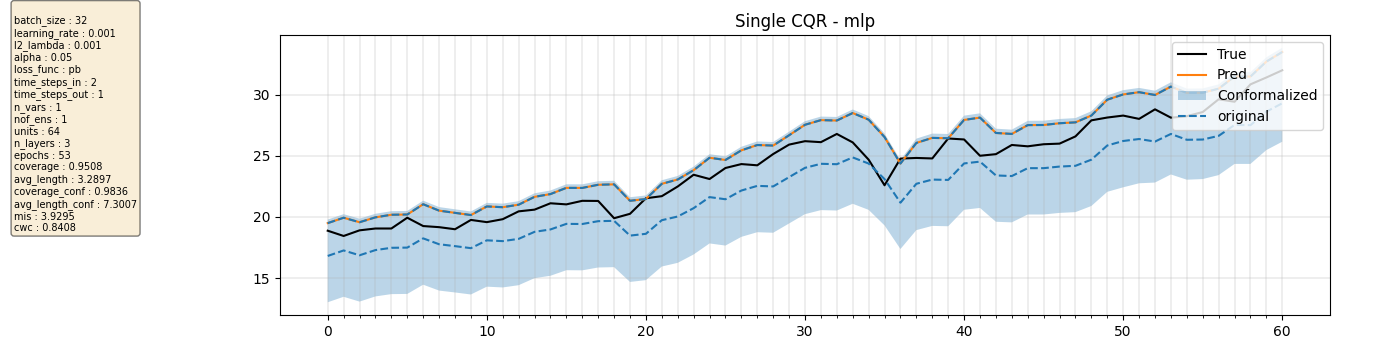 batch_size : 32
learning_rate : 0.001
l2_lambda : 0.001
alpha : 0.05
loss_func : pb
time_steps_in : 2
time_steps_out : 1
n_vars : 1
nof_ens : 1
units : 64
n_layers : 3
epochs : 53
coverage : 0.9508
avg_length : 3.2897
coverage_conf : 0.9836
avg_length_conf : 7.3007
mis : 3.9295
cwc : 0.8408
Single CQR - mlp
True
Pred
Conformalized
original
30
25
20
15
0 10 20 30 40 50 60